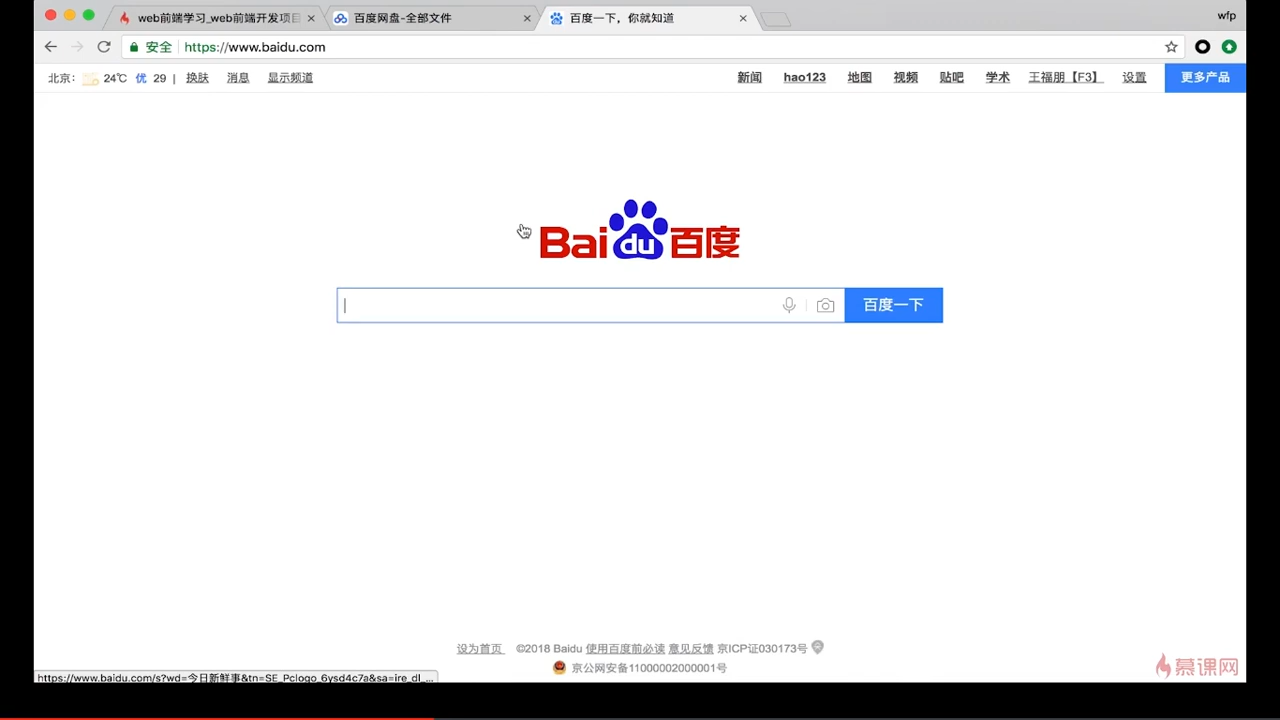 web前端学习_web前端开发项目
百度网盘-全部文件
百度一下，你就知道
wfp
安全
https://www.baidu.com
北京： 24℃ 优 29 | 换肤 消息 显示频道
新闻 hao123 地图 视频 贴吧 学术 王福朋【F3】 设置 更多产品
Bai du 百度
百度一下
设为首页 ©2018 Baidu 使用百度前必读 意见反馈 京ICP证030173号
京公网安备11000002000001号
https://www.baidu.com/s?wd=今日新鲜事&tn=SE_Pclogo_6ysd4c7a&sa=ire_dl_...
慕课网